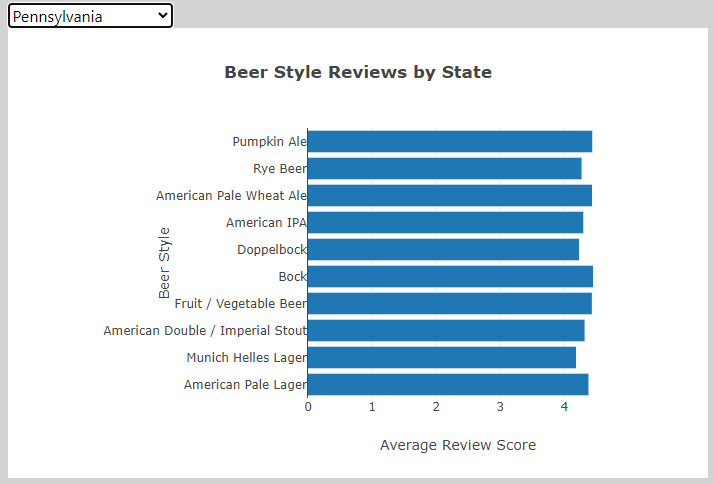 Pennsylvania
Beer Style Reviews by State
Beer Style
Pumpkin Ale
Rye Beer
American Pale Wheat Ale
American IPA
Doppelbock
Bock
Fruit / Vegetable Beer
American Double / Imperial Stout
Munich Helles Lager
American Pale Lager
0 1 2 3 4
Average Review Score